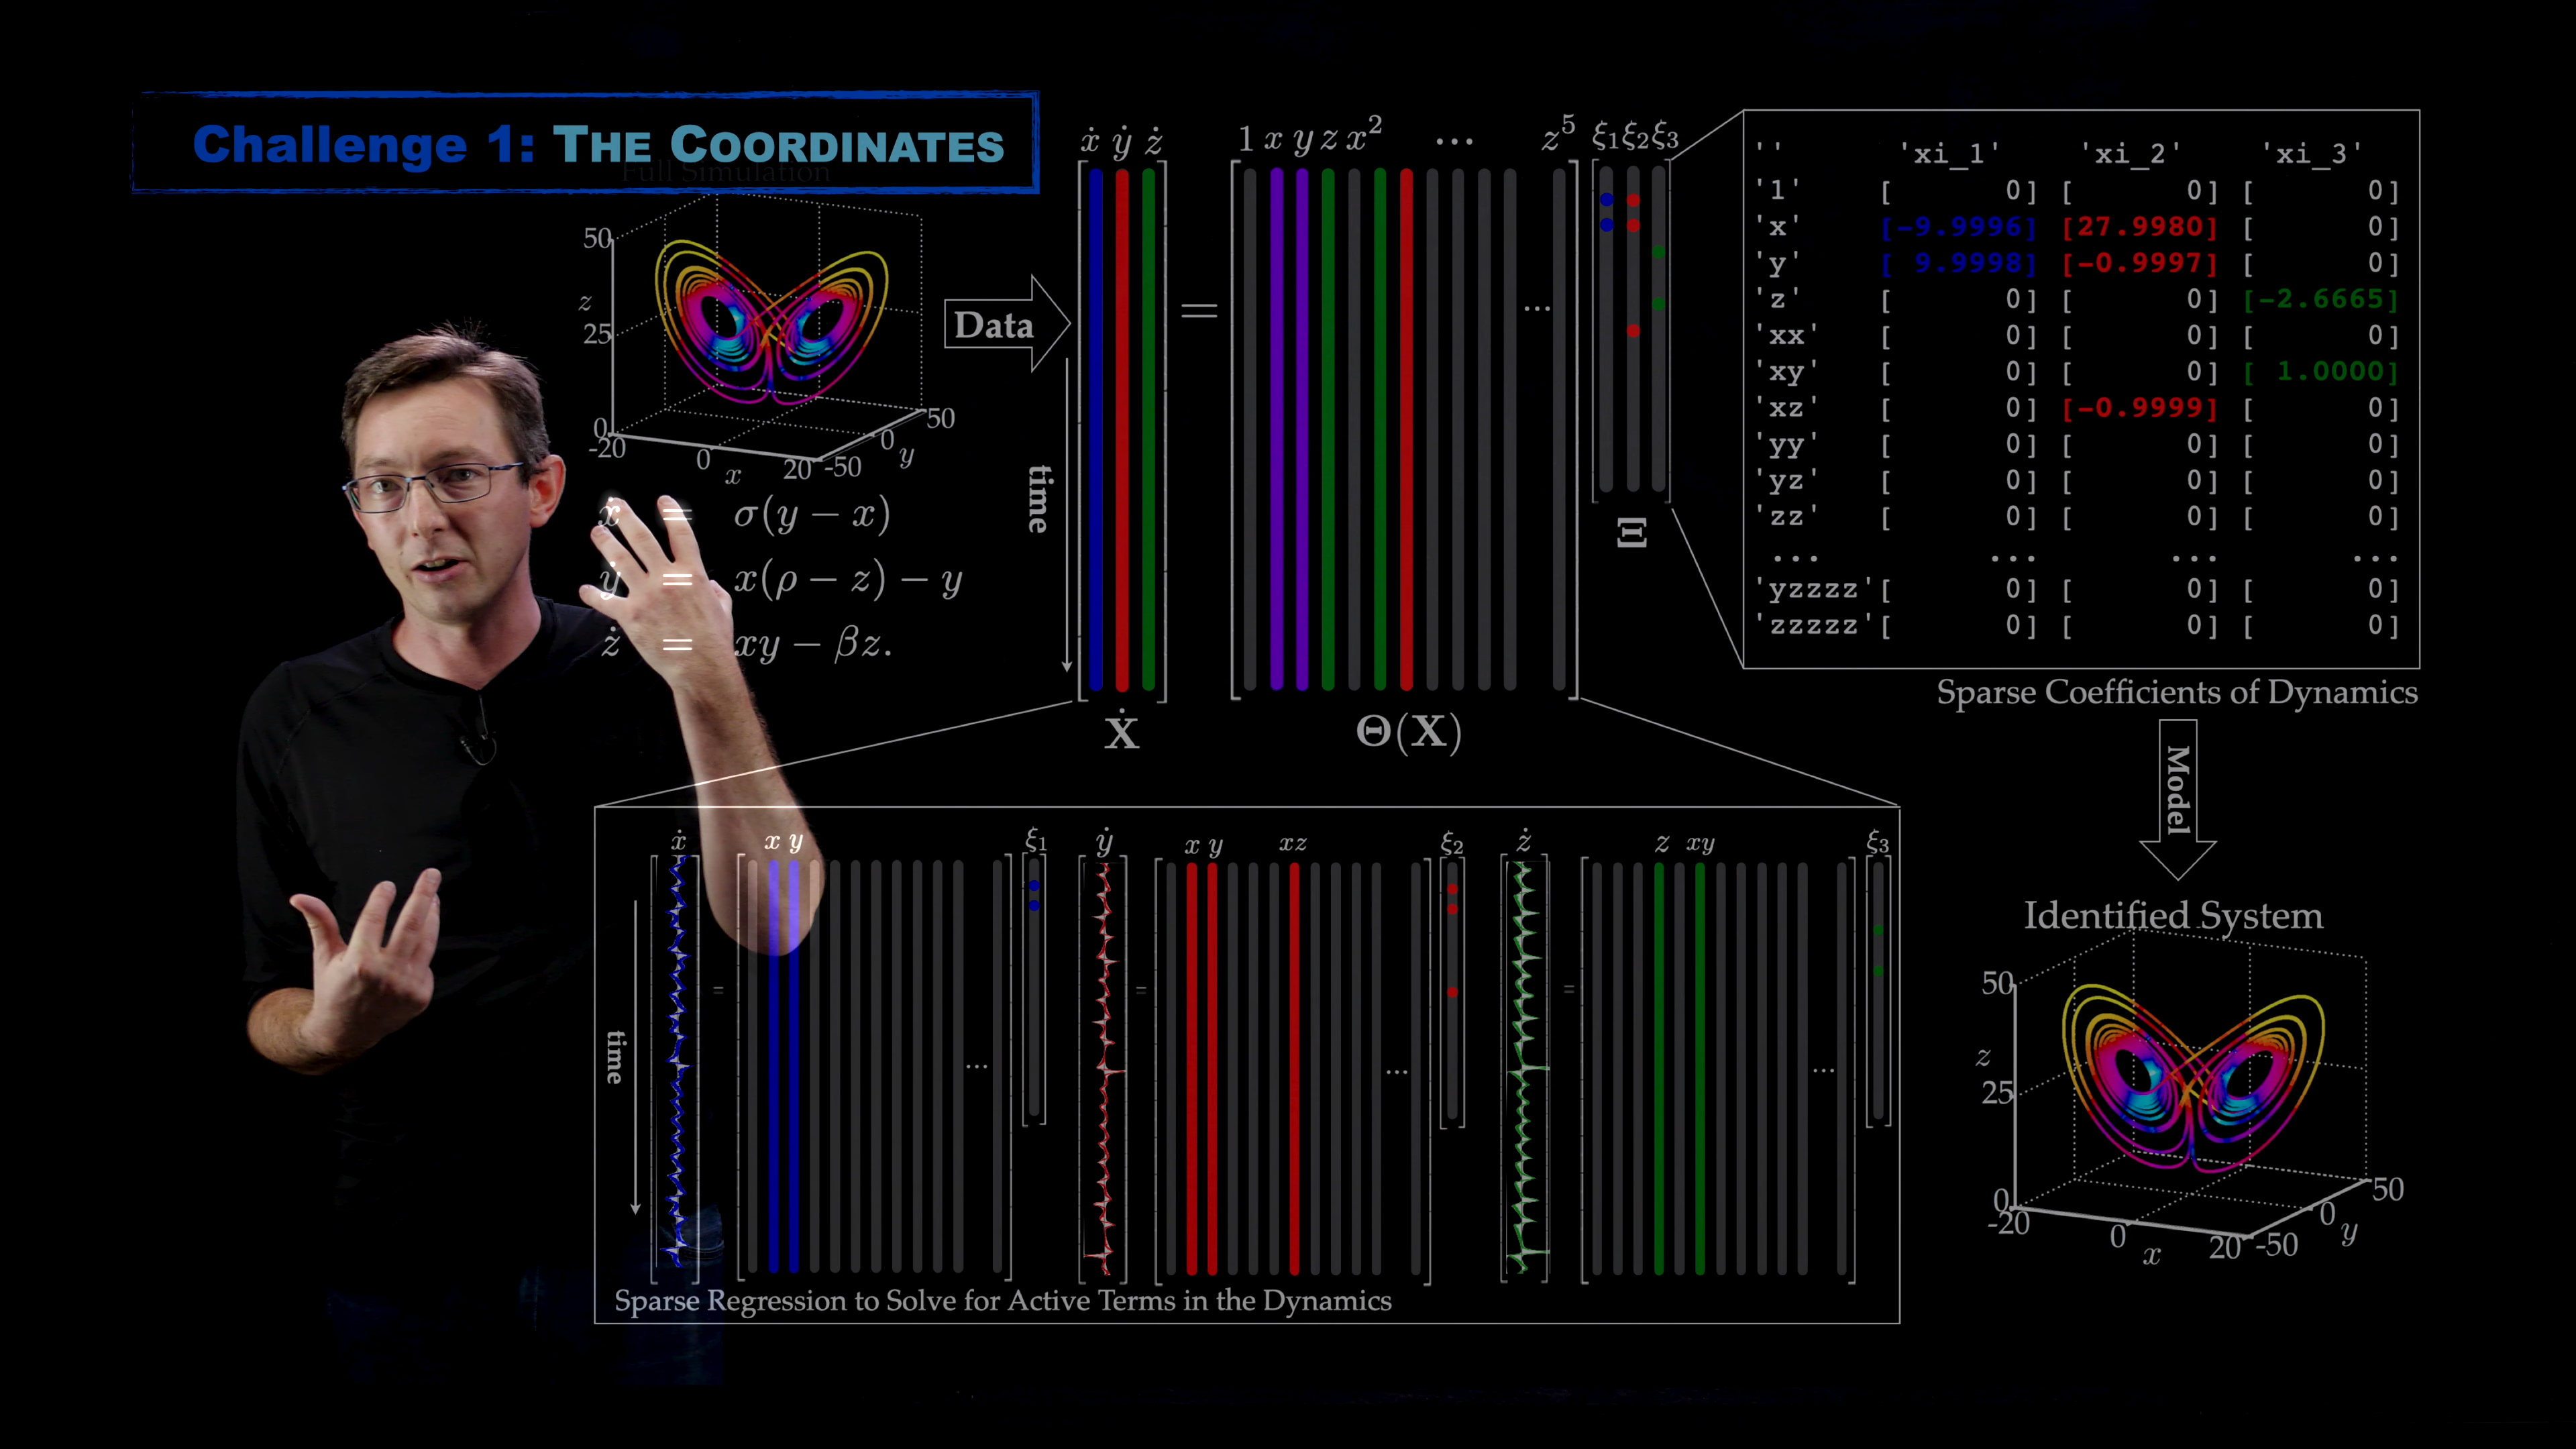 Challenge 1: THE COORDINATES
Full Simulation
50
25
0
z
-20
0
20
x
-50
0
50
y
ẋ = σ(y − x)
ẏ = x(ρ − z) − y
ż = xy − βz.
Data
time
ẋ ẏ ż
Ẋ
=
1 x y z x² ... z⁵
...
Θ(X)
ξ₁ ξ₂ ξ₃
Ξ
'' 'xi_1' 'xi_2' 'xi_3'
'1' [ 0] [ 0] [ 0]
'x' [-9.9996] [27.9980] [ 0]
'y' [ 9.9998] [-0.9997] [ 0]
'z' [ 0] [ 0] [-2.6665]
'xx' [ 0] [ 0] [ 0]
'xy' [ 0] [ 0] [ 1.0000]
'xz' [ 0] [-0.9999] [ 0]
'yy' [ 0] [ 0] [ 0]
'yz' [ 0] [ 0] [ 0]
'zz' [ 0] [ 0] [ 0]
... ... ... ...
'yzzzz' [ 0] [ 0] [ 0]
'zzzzz' [ 0] [ 0] [ 0]
Sparse Coefficients of Dynamics
Model
time
ẋ = x y ... ξ₁
ẏ = x y xz ... ξ₂
ż = z xy ... ξ₃
Sparse Regression to Solve for Active Terms in the Dynamics
Identified System
50
25
0
z
-20
0
20
x
-50
0
50
y